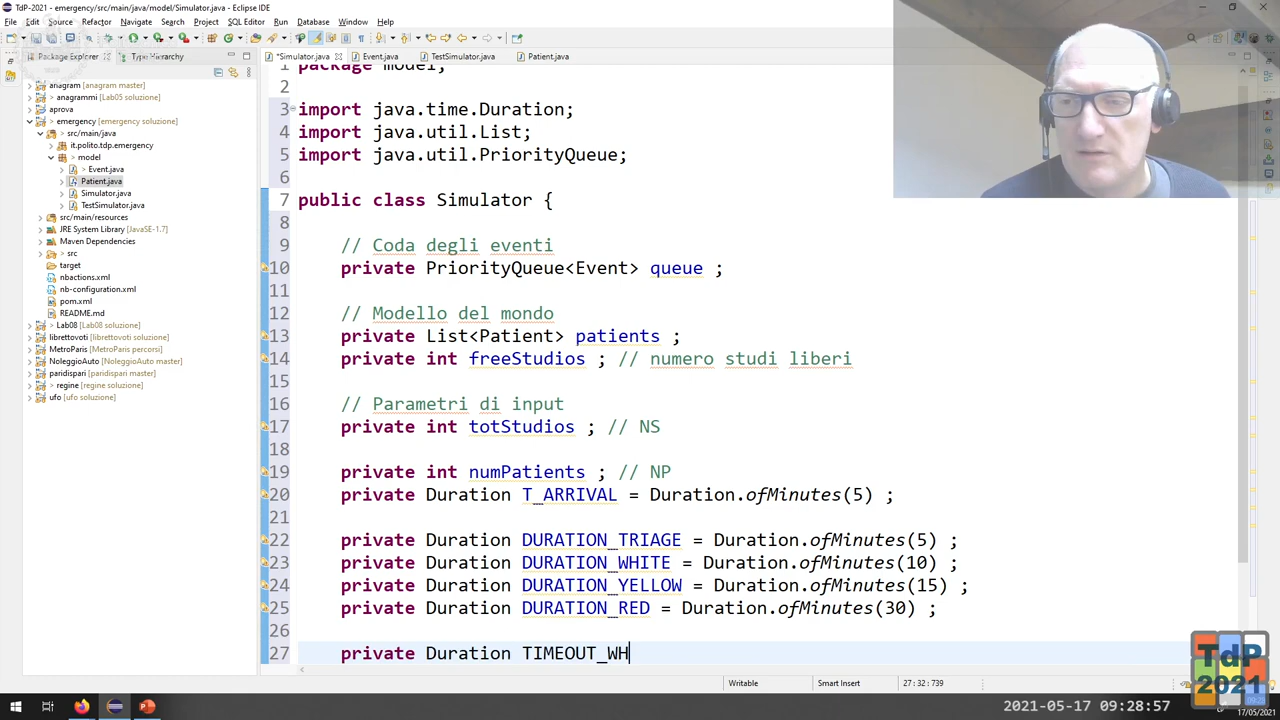 TdP-2021 - emergency/src/main/java/model/Simulator.java - Eclipse IDE
File Edit Source Refactor Navigate Search Project SQL Editor Run Database Window Help
Package Explorer Type Hierarchy
*Simulator.java Event.java TestSimulator.java Patient.java
anagram [anagram master]
> anagrammi [Lab05 soluzione]
aprova
> emergency [emergency soluzione]
> src/main/java
> it.polito.tdp.emergency
> model
> Event.java
Patient.java
Simulator.java
TestSimulator.java
src/main/resources
JRE System Library [JavaSE-1.7]
Maven Dependencies
> src
target
nbactions.xml
nb-configuration.xml
pom.xml
README.md
> Lab08 [Lab08 soluzione]
librettovoti [librettovoti soluzione]
MetroParis [MetroParis percorsi]
NoleggioAuto [NoleggioAuto master]
paridispari [paridispari master]
> regine [regine soluzione]
ufo [ufo soluzione]
1 package model;
2
3 import java.time.Duration;
4 import java.util.List;
5 import java.util.PriorityQueue;
6
7 public class Simulator {
8
9 // Coda degli eventi
10 private PriorityQueue<Event> queue ;
11
12 // Modello del mondo
13 private List<Patient> patients ;
14 private int freeStudios ; // numero studi liberi
15
16 // Parametri di input
17 private int totStudios ; // NS
18
19 private int numPatients ; // NP
20 private Duration T_ARRIVAL = Duration.ofMinutes(5) ;
21
22 private Duration DURATION_TRIAGE = Duration.ofMinutes(5) ;
23 private Duration DURATION_WHITE = Duration.ofMinutes(10) ;
24 private Duration DURATION_YELLOW = Duration.ofMinutes(15) ;
25 private Duration DURATION_RED = Duration.ofMinutes(30) ;
26
27 private Duration TIMEOUT_WH
Writable Smart Insert 27 : 32 : 739
TdP
2021
2021-05-17 09:28:57
17/05/2021